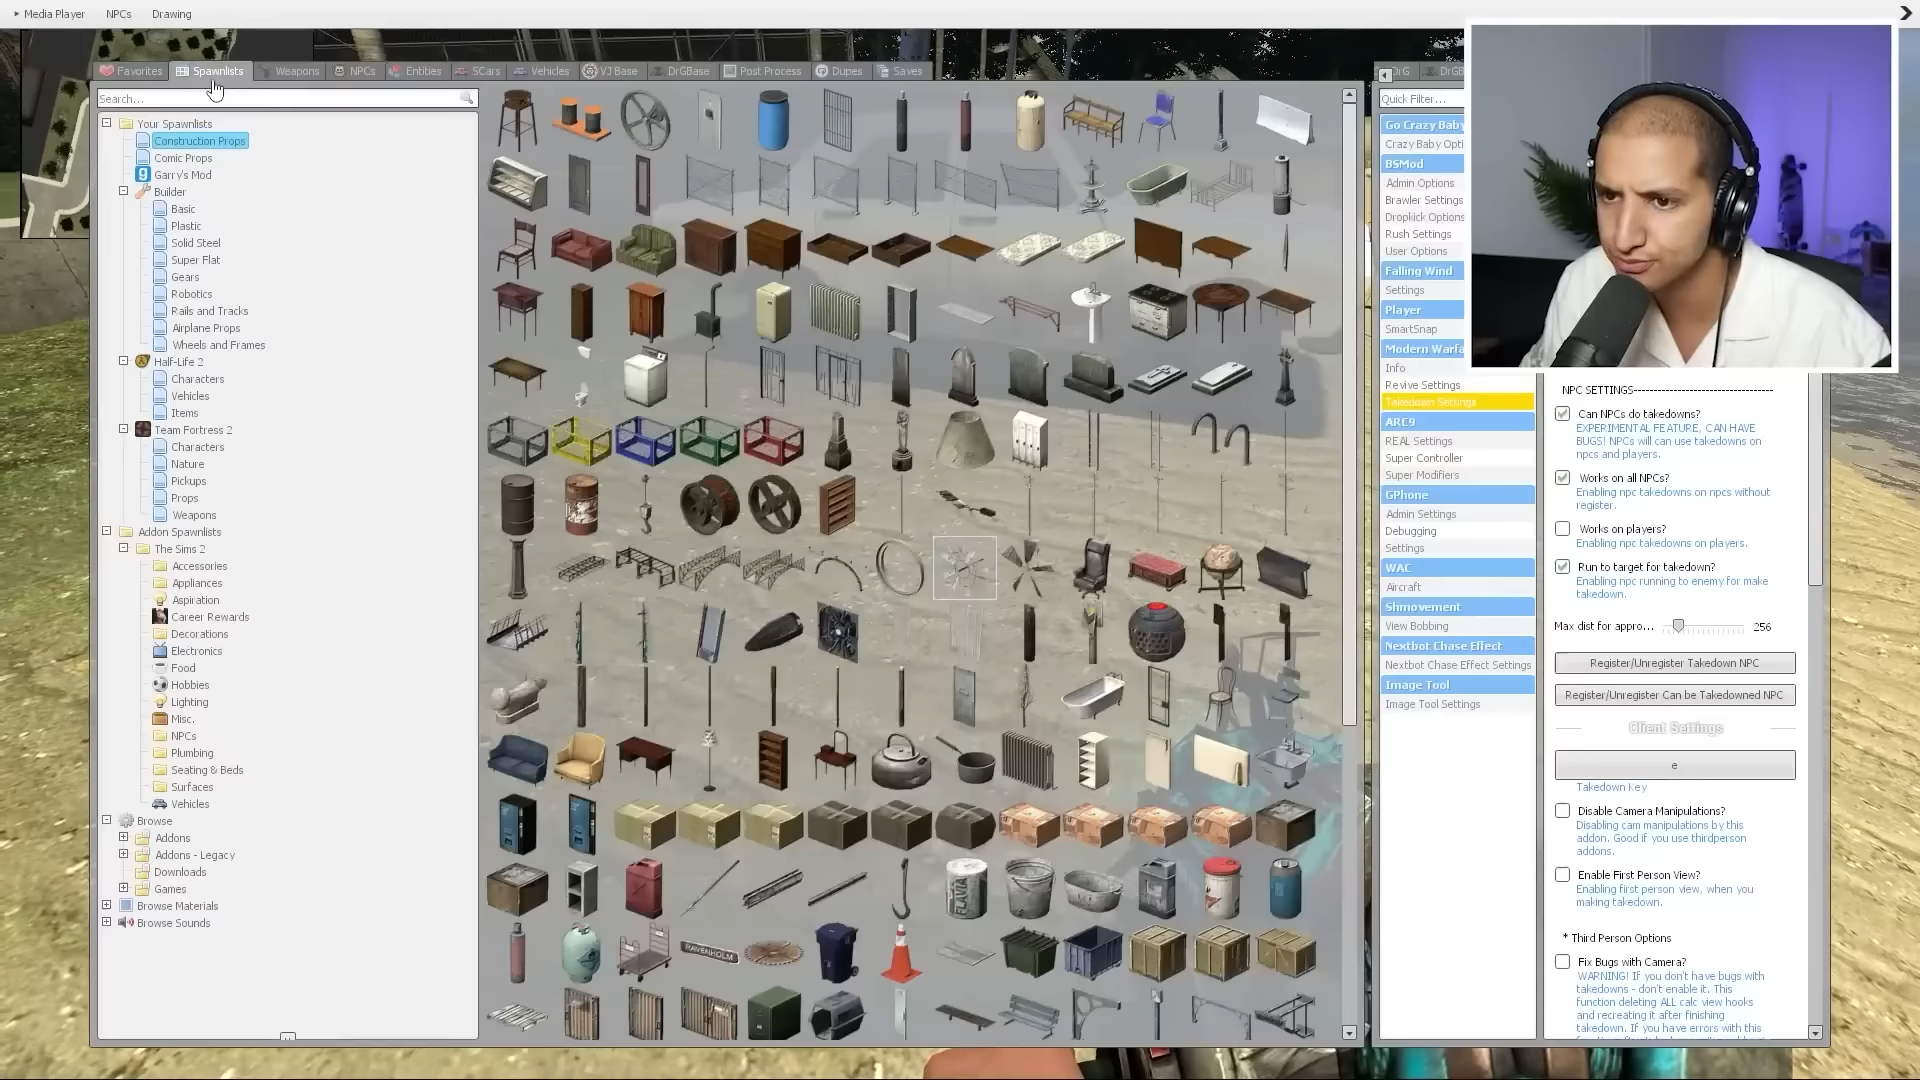 Media Player NPCs Drawing
Favorites Spawnlists Weapons NPCs Entities SCars Vehicles VJ Base DrGBase Post Process Dupes Saves
Search...
Your Spawnlists
Construction Props
Comic Props
Garry's Mod
Builder
Basic
Plastic
Solid Steel
Super Flat
Gears
Robotics
Rails and Tracks
Airplane Props
Wheels and Frames
Half-Life 2
Characters
Vehicles
Items
Team Fortress 2
Characters
Nature
Pickups
Props
Weapons
Addon Spawnlists
The Sims 2
Accessories
Appliances
Aspiration
Career Rewards
Decorations
Electronics
Food
Hobbies
Lighting
Misc.
NPCs
Plumbing
Seating & Beds
Surfaces
Vehicles
Browse
Addons
Addons - Legacy
Downloads
Games
Browse Materials
Browse Sounds
RAVENHOLM
DrG
Quick Filter...
Go Crazy Baby
Crazy Baby Opti
BSMod
Admin Options
Brawler Settings
Dropkick Options
Rush Settings
User Options
Falling Wind
Settings
Player
SmartSnap
Modern Warfa
Info
Revive Settings
Takedown Settings
ARC9
REAL Settings
Super Controller
Super Modifiers
GPhone
Admin Settings
Debugging
Settings
WAC
Aircraft
Shmovement
View Bobbing
Nextbot Chase Effect
Nextbot Chase Effect Settings
Image Tool
Image Tool Settings
NPC SETTINGS-----------------------------------
Can NPCs do takedowns?
EXPERIMENTAL FEATURE, CAN HAVE
BUGS! NPCs will can use takedowns on
npcs and players.
Works on all NPCs?
Enabling npc takedowns on npcs without
register.
Works on players?
Enabling npc takedowns on players.
Run to target for takedown?
Enabling npc running to enemy for make
takedown.
Max dist for appro... 256
Register/Unregister Takedown NPC
Register/Unregister Can be Takedowned NPC
Client Settings
e
Takedown Key
Disable Camera Manipulations?
Disabling cam manipulations by this
addon. Good if you use thirdperson
addons.
Enable First Person View?
Enabling first person view, when you
making takedown.
* Third Person Options
Fix Bugs with Camera?
WARNING! If you don't have bugs with
takedowns - don't enable it. This
function deleting ALL calc view hooks
and recreating it after finishing
takedown. If you have errors with this